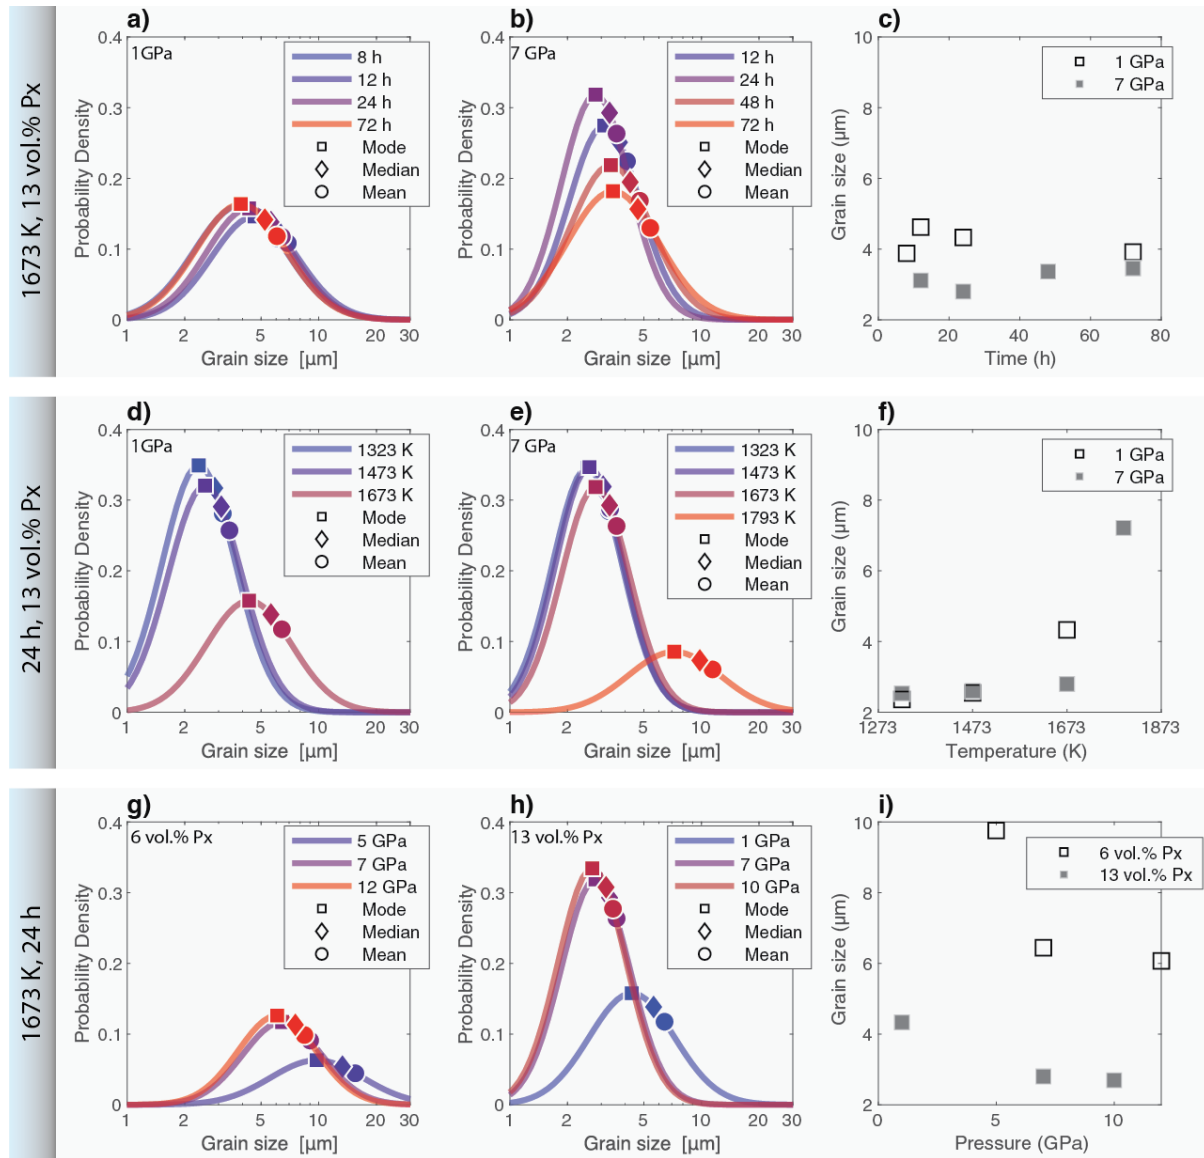 1673 K, 13 vol.% Px
a)
1GPa
0.4
0.3
0.2
0.1
0
Probability Density
1 2 5 10 30
Grain size [µm]
8 h
12 h
24 h
72 h
Mode
Median
Mean
b)
7 GPa
0.4
0.3
0.2
0.1
0
Probability Density
1 2 5 10 30
Grain size [µm]
12 h
24 h
48 h
72 h
Mode
Median
Mean
c)
10
8
6
4
2
Grain size (µm)
0 20 40 60 80
Time (h)
1 GPa
7 GPa
24 h, 13 vol.% Px
d)
1GPa
0.4
0.3
0.2
0.1
0
Probability Density
1 2 5 10 30
Grain size [µm]
1323 K
1473 K
1673 K
Mode
Median
Mean
e)
7 GPa
0.4
0.3
0.2
0.1
0
Probability Density
1 2 5 10 30
Grain size [µm]
1323 K
1473 K
1673 K
1793 K
Mode
Median
Mean
f)
10
8
6
4
2
Grain size (µm)
1273 1473 1673 1873
Temperature (K)
1 GPa
7 GPa
1673 K, 24 h
g)
6 vol.% Px
0.4
0.3
0.2
0.1
0
Probability Density
1 2 5 10 30
Grain size [µm]
5 GPa
7 GPa
12 GPa
Mode
Median
Mean
h)
13 vol.% Px
0.4
0.3
0.2
0.1
0
Probability Density
1 2 5 10 30
Grain size [µm]
1 GPa
7 GPa
10 GPa
Mode
Median
Mean
i)
10
8
6
4
2
Grain size (µm)
0 5 10
Pressure (GPa)
6 vol.% Px
13 vol.% Px